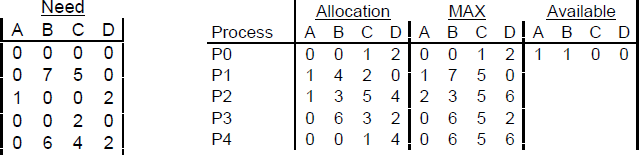 Need
A B C D
0 0 0 0
0 7 5 0
1 0 0 2
0 0 2 0
0 6 4 2
Allocation MAX Available
Process A B C D A B C D A B C D
P0 0 0 1 2 0 0 1 2 1 1 0 0
P1 1 4 2 0 1 7 5 0
P2 1 3 5 4 2 3 5 6
P3 0 6 3 2 0 6 5 2
P4 0 0 1 4 0 6 5 6